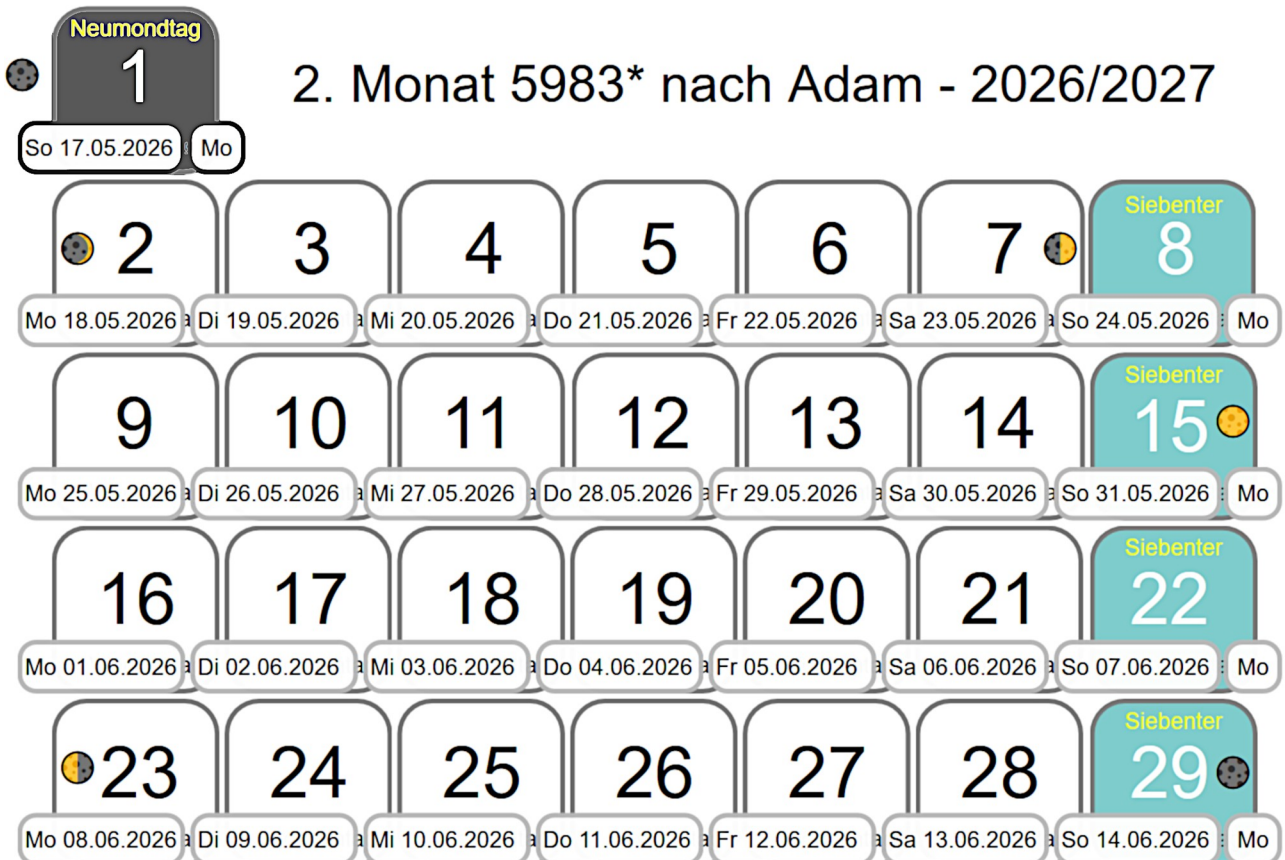 Neumondtag
1
2. Monat 5983* nach Adam - 2026/2027
So 17.05.2026 Mo
2 3 4 5 6 7 Siebenter 8
Mo 18.05.2026 Di 19.05.2026 Mi 20.05.2026 Do 21.05.2026 Fr 22.05.2026 Sa 23.05.2026 So 24.05.2026 Mo
9 10 11 12 13 14 Siebenter 15
Mo 25.05.2026 Di 26.05.2026 Mi 27.05.2026 Do 28.05.2026 Fr 29.05.2026 Sa 30.05.2026 So 31.05.2026 Mo
16 17 18 19 20 21 Siebenter 22
Mo 01.06.2026 Di 02.06.2026 Mi 03.06.2026 Do 04.06.2026 Fr 05.06.2026 Sa 06.06.2026 So 07.06.2026 Mo
23 24 25 26 27 28 Siebenter 29
Mo 08.06.2026 Di 09.06.2026 Mi 10.06.2026 Do 11.06.2026 Fr 12.06.2026 Sa 13.06.2026 So 14.06.2026 Mo